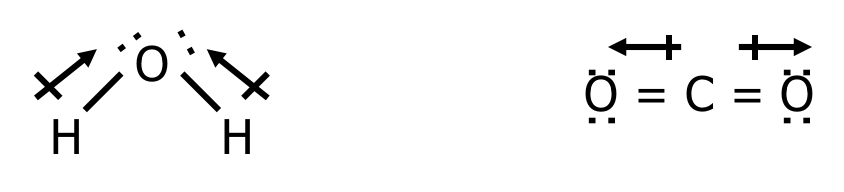 O
H H
O = C = O